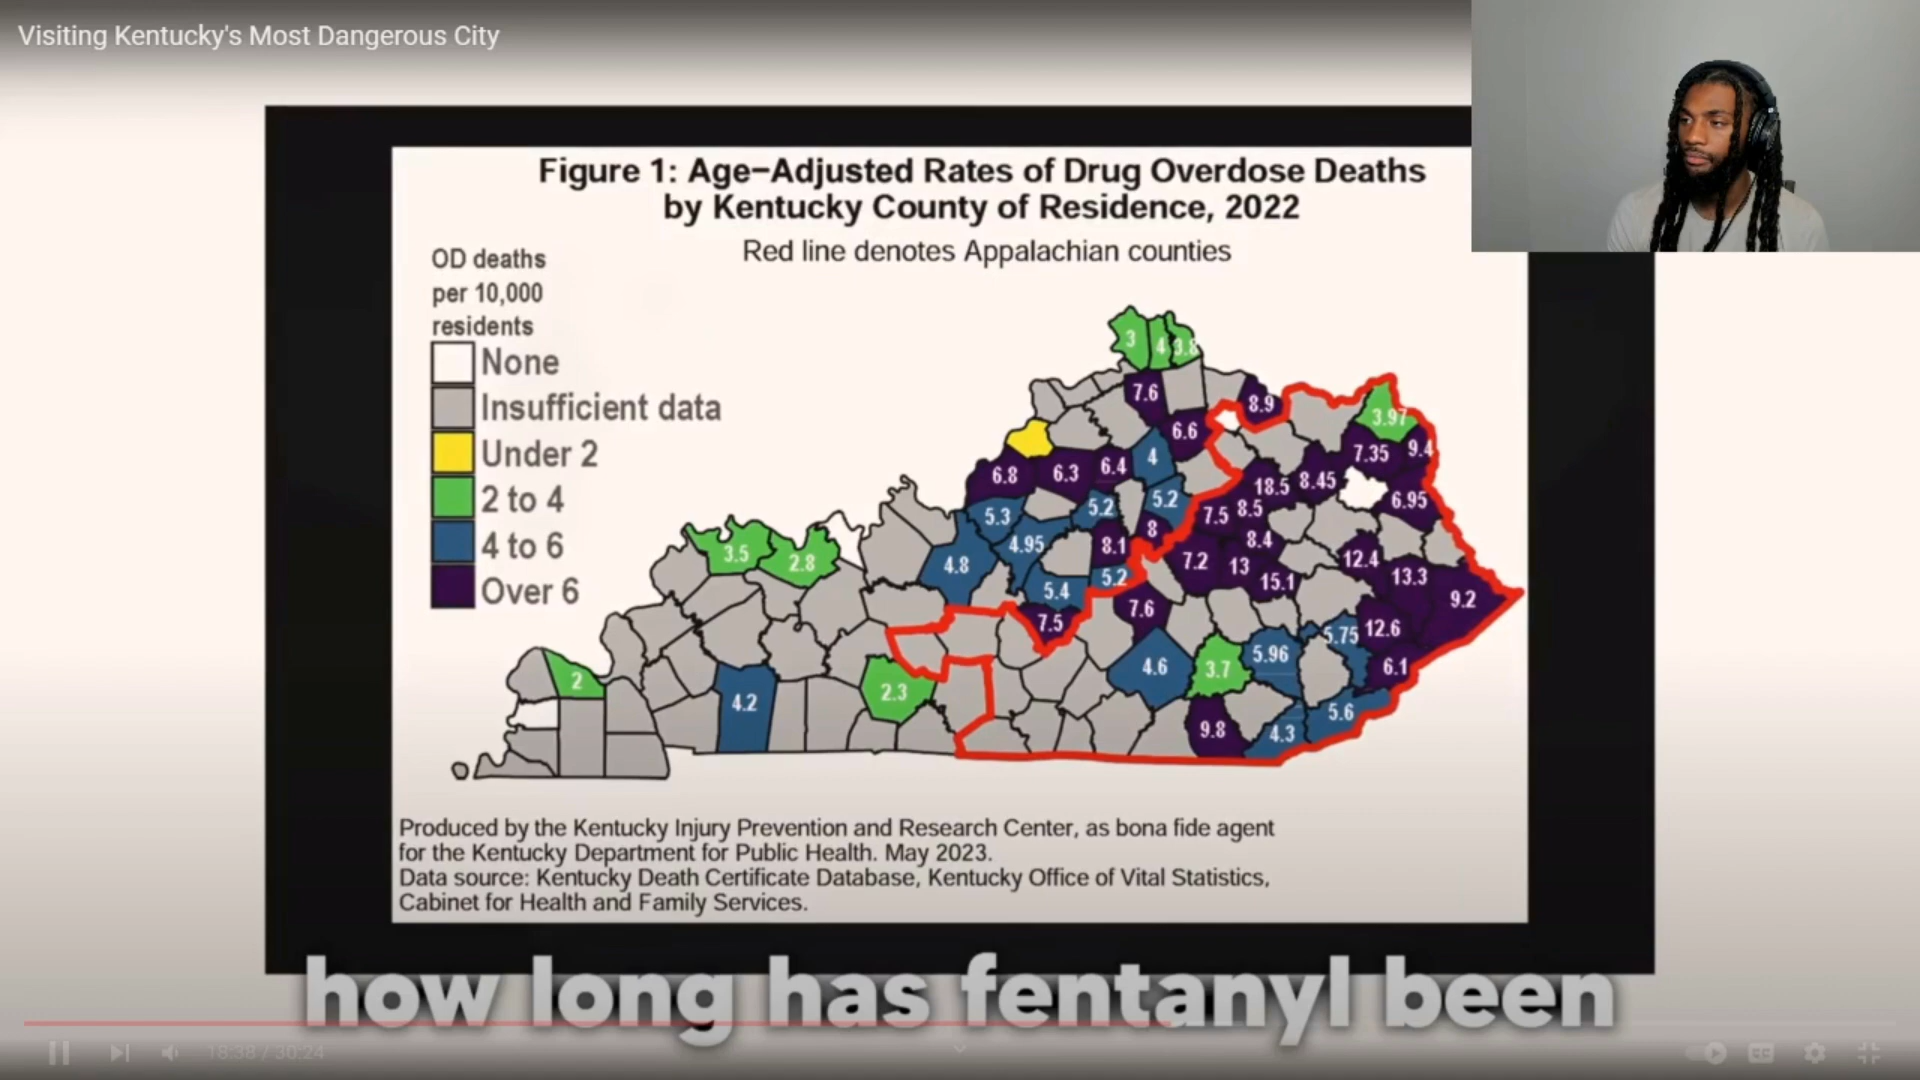 Visiting Kentucky's Most Dangerous City
Figure 1: Age-Adjusted Rates of Drug Overdose Deaths
by Kentucky County of Residence, 2022
Red line denotes Appalachian counties
OD deaths
per 10,000
residents
None
Insufficient data
Under 2
2 to 4
4 to 6
Over 6
3
4
3.8
7.6
8.9
3.97
6.6
7.35
9.4
4
6.8
6.3
6.4
18.5
8.45
6.95
5.2
5.2
5.3
7.5
8.5
8
4.95
8.1
8.4
3.5
2.8
4.8
7.2
13
12.4
13.3
5.2
15.1
5.4
9.2
7.6
7.5
5.75
12.6
5.96
4.6
3.7
6.1
2
2.3
4.2
5.6
9.8
4.3
Produced by the Kentucky Injury Prevention and Research Center, as bona fide agent
for the Kentucky Department for Public Health. May 2023.
Data source: Kentucky Death Certificate Database, Kentucky Office of Vital Statistics,
Cabinet for Health and Family Services.
how long has fentanyl been
18:38 / 30:24
CC